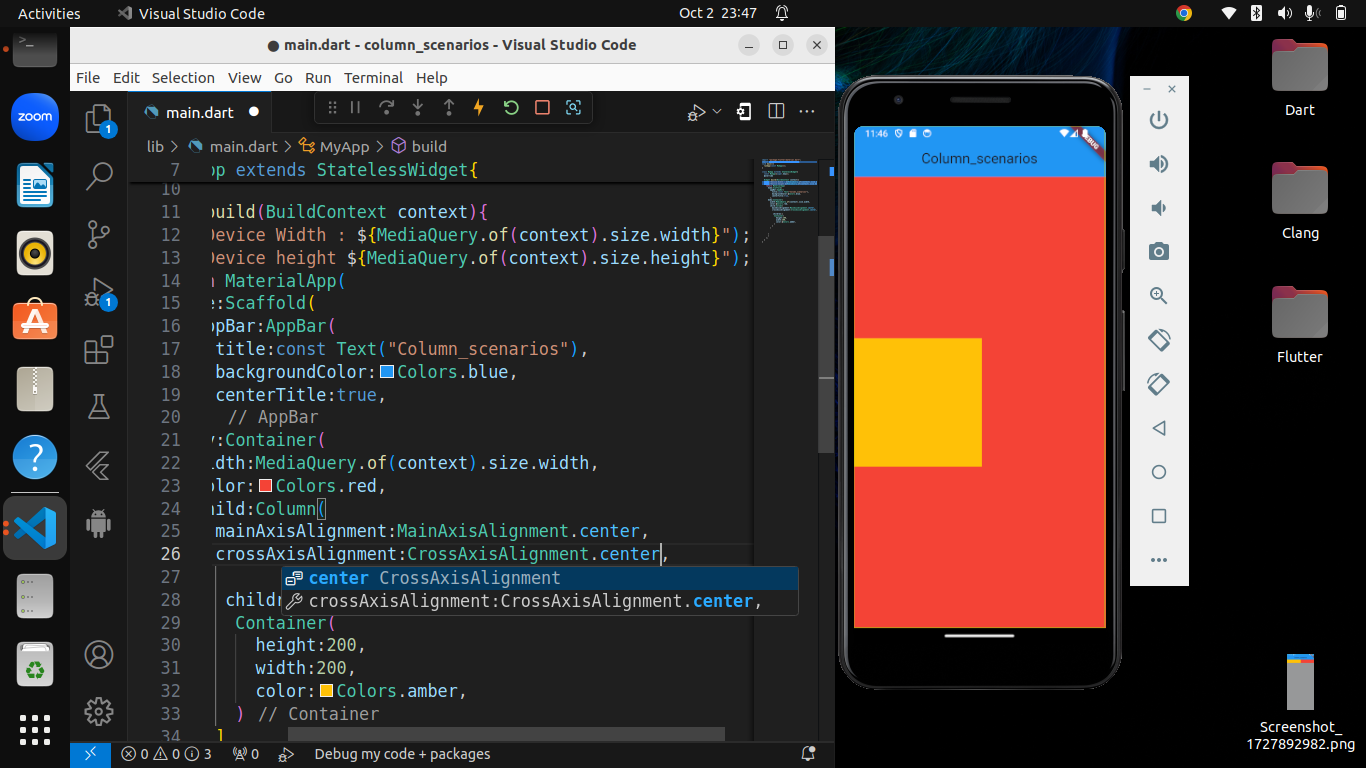 Activities
Visual Studio Code
Oct 2 23:47
main.dart - column_scenarios - Visual Studio Code
File Edit Selection View Go Run Terminal Help
zoom
1
main.dart
lib > main.dart > MyApp > build
7 pp extends StatelessWidget{
10
11 build(BuildContext context){
12 Device Width : ${MediaQuery.of(context).size.width}");
13 Device height ${MediaQuery.of(context).size.height}");
14 n MaterialApp(
15 e:Scaffold(
16 ppBar:AppBar(
17 title:const Text("Column_scenarios"),
18 backgroundColor:Colors.blue,
19 centerTitle:true,
20 // AppBar
21 y:Container(
22 idth:MediaQuery.of(context).size.width,
23 olor:Colors.red,
24 hild:Column(
25 mainAxisAlignment:MainAxisAlignment.center,
26 crossAxisAlignment:CrossAxisAlignment.center,
27
center CrossAxisAlignment
28 childr
crossAxisAlignment:CrossAxisAlignment.center,
29 Container(
30 height:200,
31 width:200,
32 color:Colors.amber,
33 ) // Container
34 ]
1
?
0 0 3 0 Debug my code + packages
11:46
DEBUG
Column_scenarios
Dart
Clang
Flutter
Screenshot_
1727892982.png